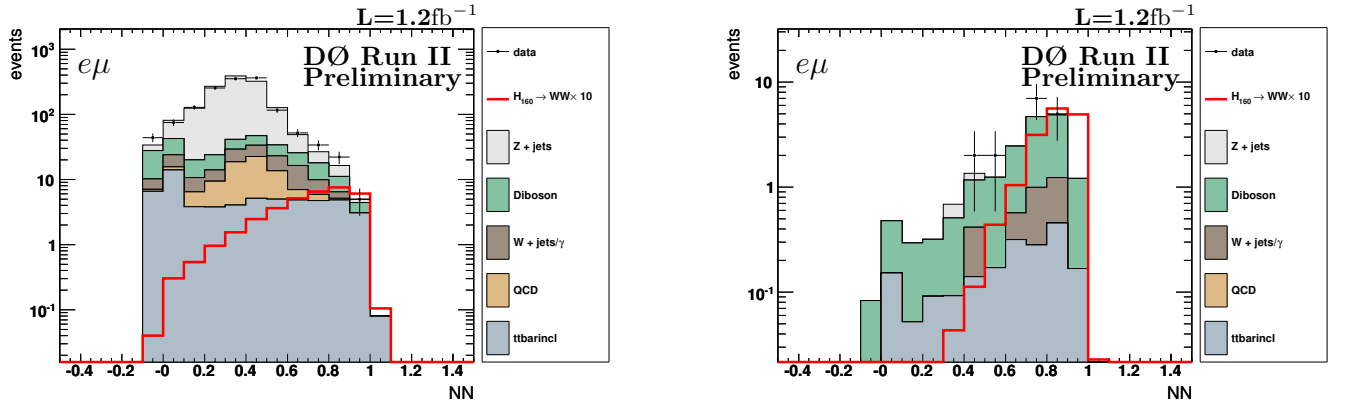 L=1.2fb⁻¹
events
10³
10²
10
1
10⁻¹
eμ
DØ Run II
Preliminary
-0.4 -0.2 -0 0.2 0.4 0.6 0.8 1 1.2 1.4
NN
data
H₁₆₀ → WW× 10
Z + jets
Diboson
W + jets/γ
QCD
ttbarincl
L=1.2fb⁻¹
events
10
1
10⁻¹
eμ
DØ Run II
Preliminary
-0.4 -0.2 -0 0.2 0.4 0.6 0.8 1 1.2 1.4
NN
data
H₁₆₀ → WW× 10
Z + jets
Diboson
W + jets/γ
QCD
ttbarincl